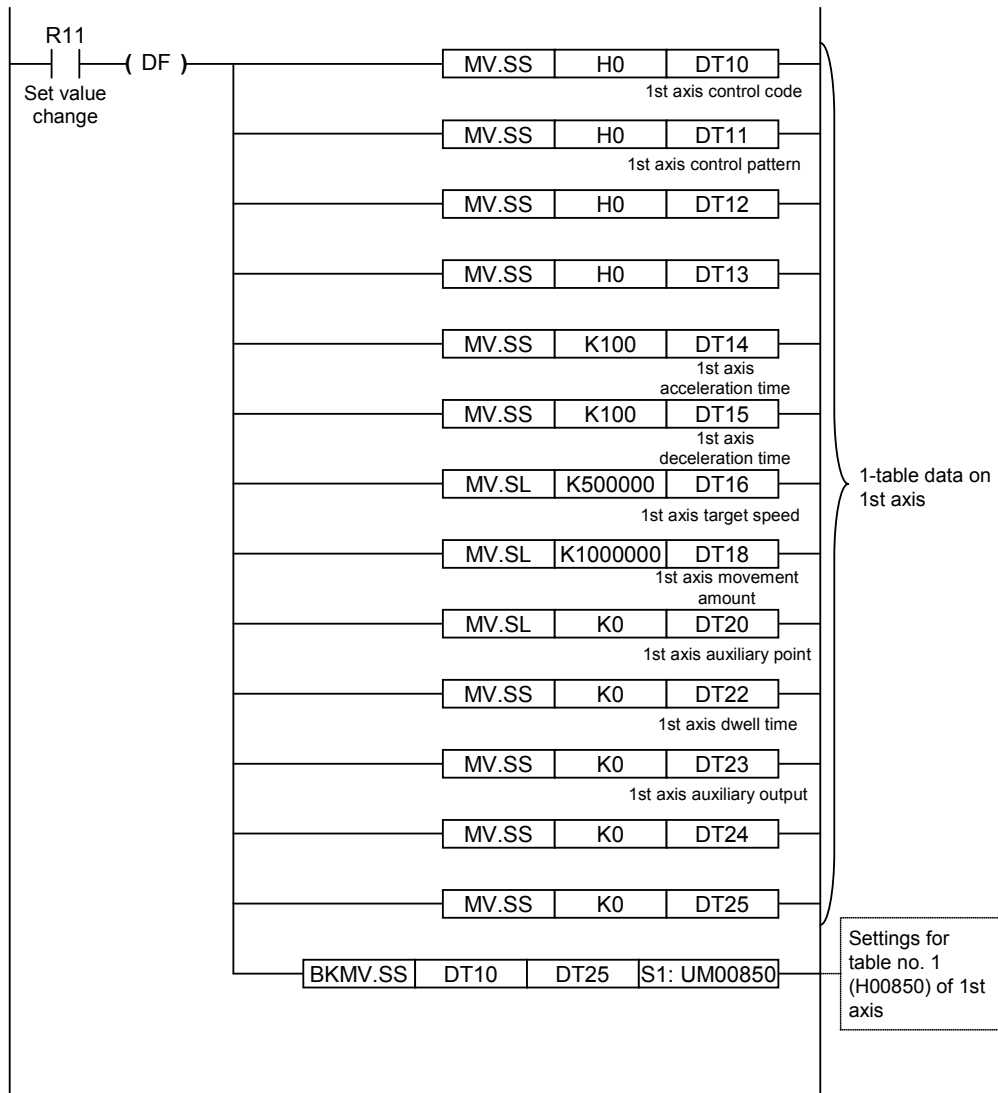 R11
( DF )
Set value
change
MV.SS H0 DT10
1st axis control code
MV.SS H0 DT11
1st axis control pattern
MV.SS H0 DT12
MV.SS H0 DT13
MV.SS K100 DT14
1st axis
acceleration time
MV.SS K100 DT15
1st axis
deceleration time
MV.SL K500000 DT16
1st axis target speed
MV.SL K1000000 DT18
1st axis movement
amount
MV.SL K0 DT20
1st axis auxiliary point
MV.SS K0 DT22
1st axis dwell time
MV.SS K0 DT23
1st axis auxiliary output
MV.SS K0 DT24
MV.SS K0 DT25
1-table data on
1st axis
BKMV.SS DT10 DT25 S1: UM00850
Settings for
table no. 1
(H00850) of 1st
axis